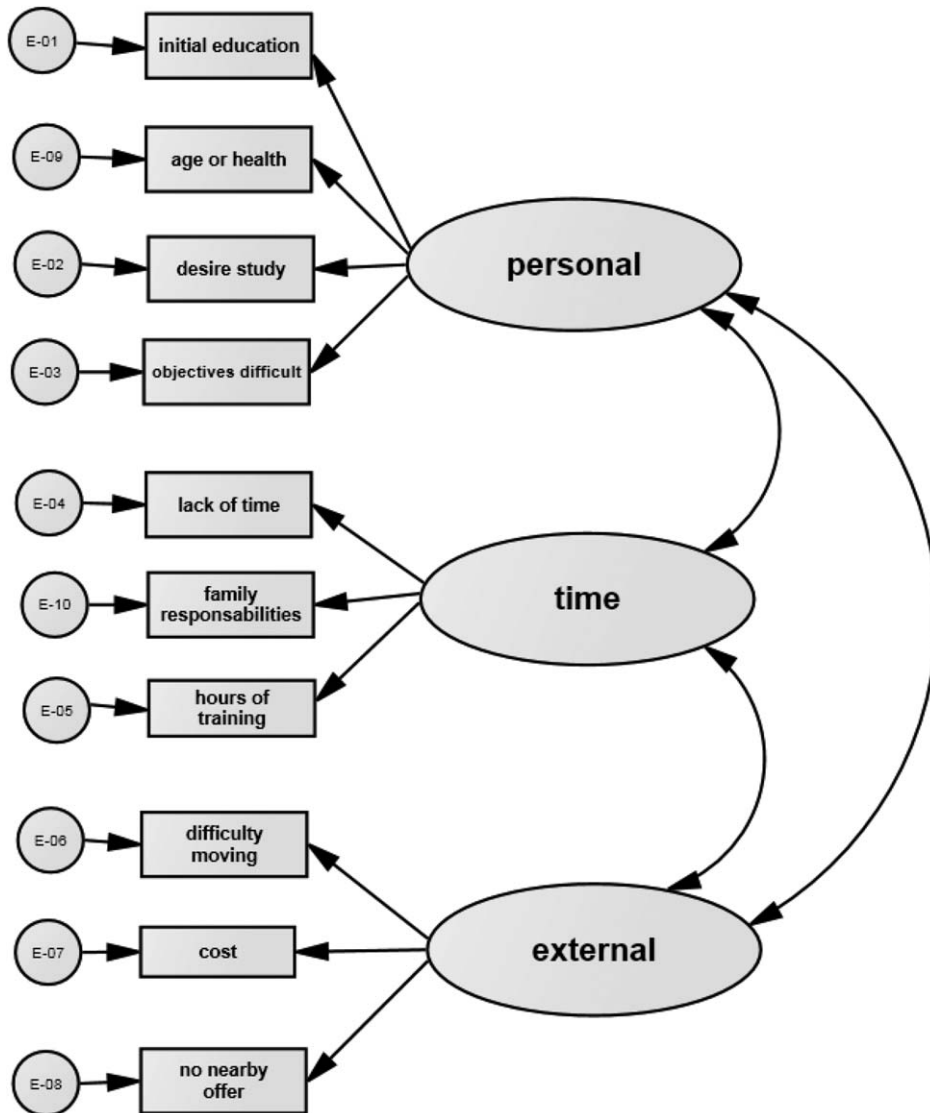 E-01
initial education
E-09
age or health
E-02
desire study
personal
E-03
objectives difficult
E-04
lack of time
E-10
family
responsabilities
time
E-05
hours of
training
E-06
difficulty
moving
E-07
cost
external
E-08
no nearby
offer